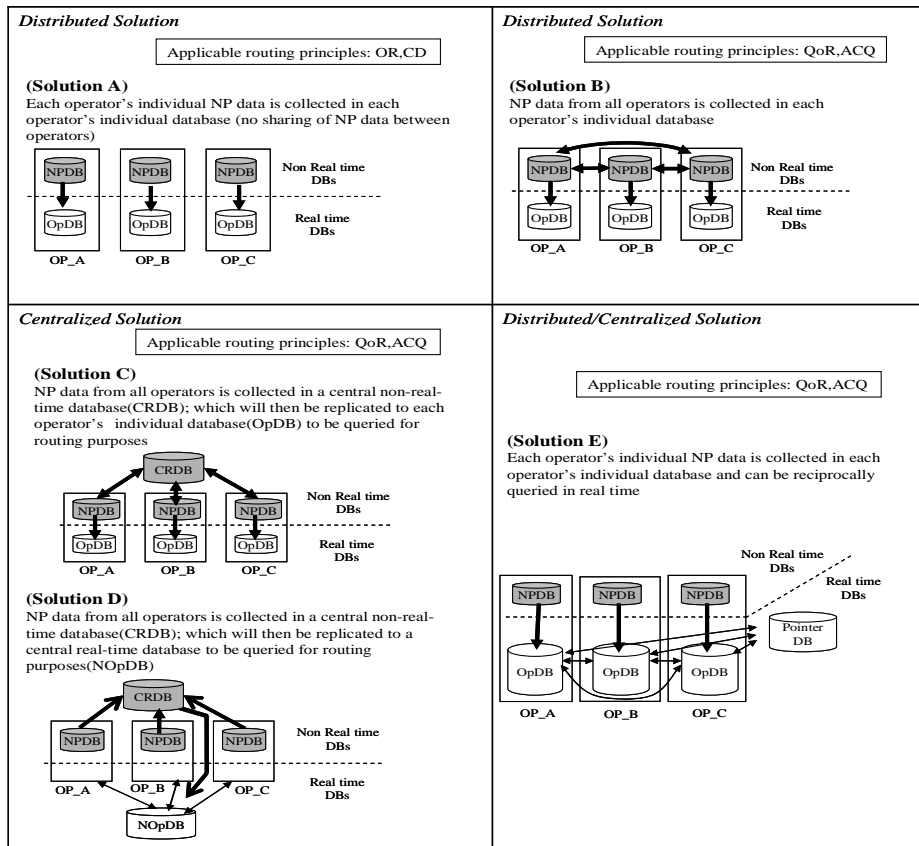 Distributed Solution
Applicable routing principles: OR,CD
(Solution A)
Each operator's individual NP data is collected in each
operator's individual database (no sharing of NP data between
operators)
NPDB NPDB NPDB
Non Real time
DBs
OpDB OpDB OpDB
Real time
DBs
OP_A OP_B OP_C
Distributed Solution
Applicable routing principles: QoR,ACQ
(Solution B)
NP data from all operators is collected in each
operator's individual database
NPDB NPDB NPDB
Non Real time
DBs
OpDB OpDB OpDB
Real time
DBs
OP_A OP_B OP_C
Centralized Solution
Applicable routing principles: QoR,ACQ
(Solution C)
NP data from all operators is collected in a central non-real-
time database(CRDB); which will then be replicated to each
operator's individual database(OpDB) to be queried for
routing purposes
CRDB
Non Real time
DBs
NPDB NPDB NPDB
OpDB OpDB OpDB
Real time
DBs
OP_A OP_B OP_C
(Solution D)
NP data from all operators is collected in a central non-real-
time database(CRDB); which will then be replicated to a
central real-time database to be queried for routing
purposes(NOpDB)
CRDB
NPDB NPDB NPDB
Non Real time
DBs
Real time
DBs
OP_A OP_B OP_C
NOpDB
Distributed/Centralized Solution
Applicable routing principles: QoR,ACQ
(Solution E)
Each operator's individual NP data is collected in each
operator's individual database and can be reciprocally
queried in real time
Non Real time
DBs
Real time
DBs
NPDB NPDB NPDB
Pointer
DB
OpDB OpDB OpDB
OP_A OP_B OP_C